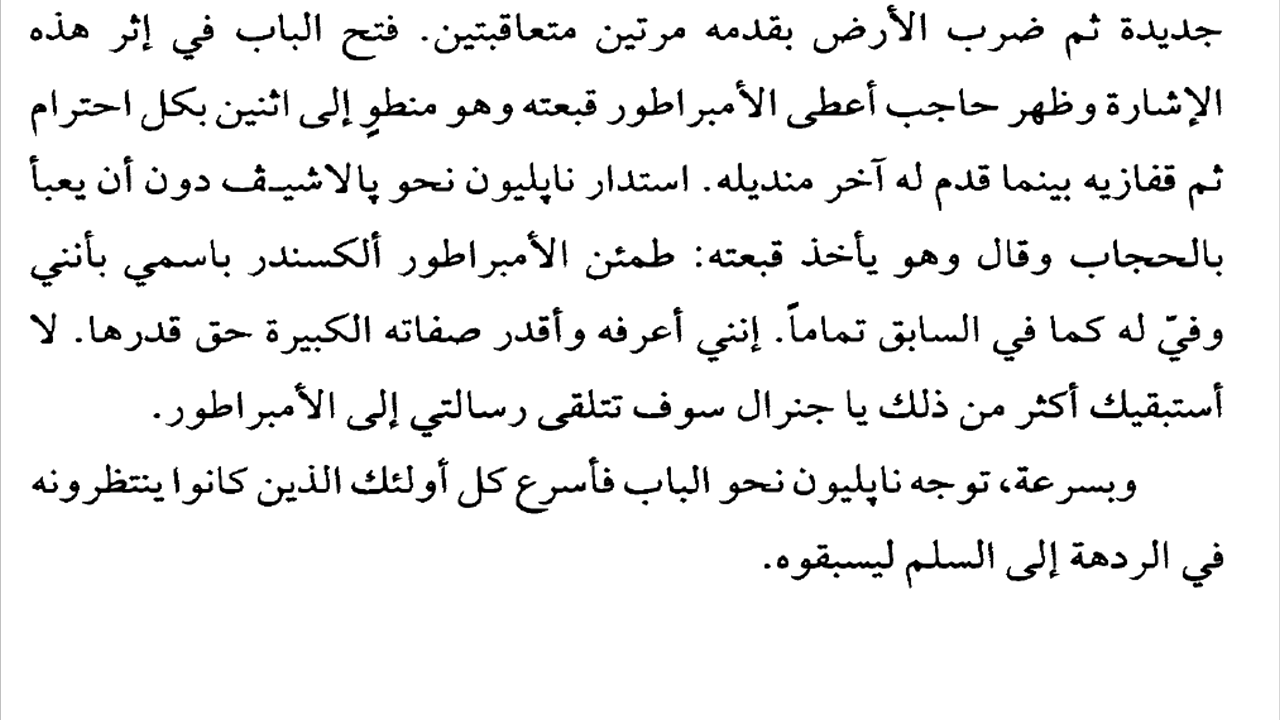 جديدة ثم ضرب الأرض بقدمه مرتين متعاقبتين. فتح الباب في إثر هذه
الإشارة وظهر حاجب أعطى الأمبراطور قبعته وهو منطوٍ إلى اثنين بكل احترام
ثم قفازيه بينما قدم له آخر منديله. استدار ناپليون نحو پالاشيـڤ دون أن يعبأ
بالحجاب وقال وهو يأخذ قبعته: طمئن الأمبراطور ألكسندر باسمي بأنني
وفيّ له كما في السابق تماماً. إنني أعرفه وأقدر صفاته الكبيرة حق قدرها. لا
أستبقيك أكثر من ذلك يا جنرال سوف تتلقى رسالتي إلى الأمبراطور.
وبسرعة، توجه ناپليون نحو الباب فأسرع كل أولئك الذين كانوا ينتظرونه
في الردهة إلى السلم ليسبقوه.